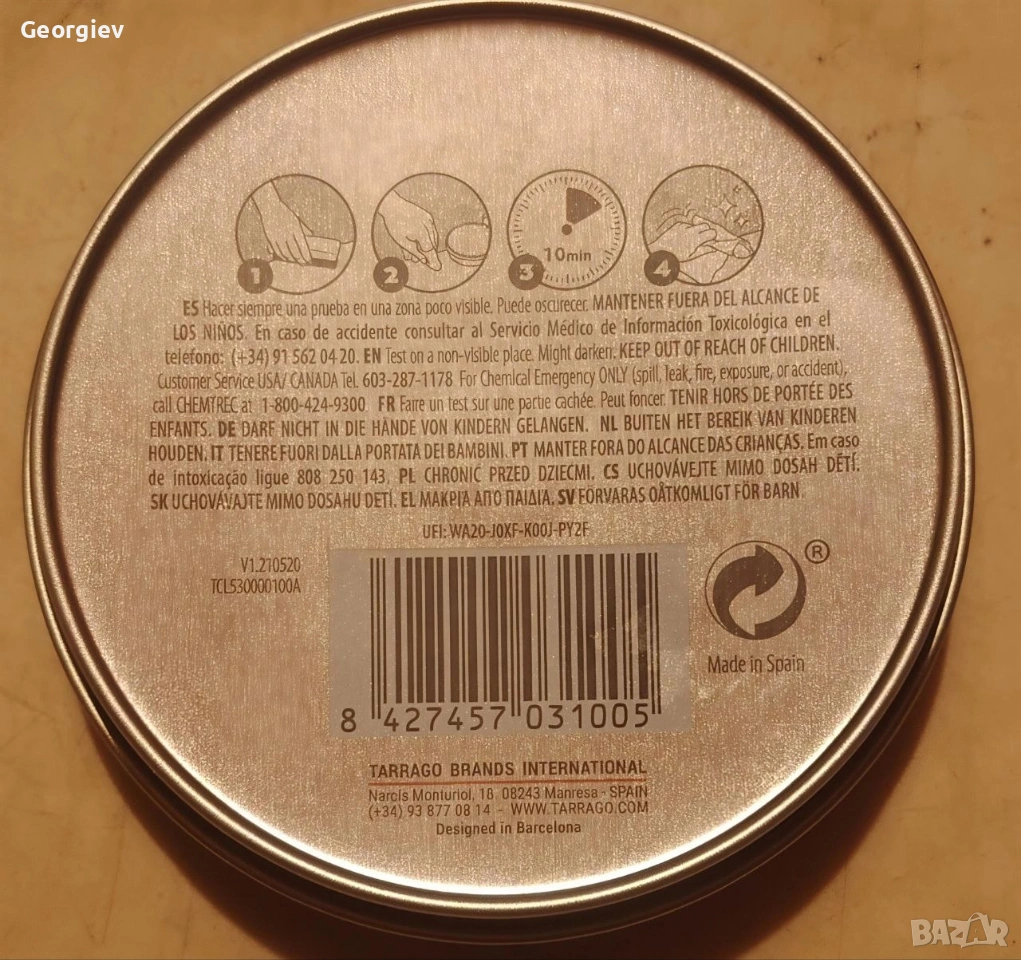 Georgiev
1 2 3 10min 4
ES Hacer siempre una prueba en una zona poco visible. Puede oscurecer. MANTENER FUERA DEL ALCANCE DE
LOS NIÑOS. En caso de accidente consultar al Servicio Médico de Información Toxicológica en el
teléfono: (+34) 91 562 04 20. EN Test on a non-visible place. Might darken. KEEP OUT OF REACH OF CHILDREN.
Customer Service USA/ CANADA Tel. 603-287-1178 For Chemical Emergency ONLY (spill, leak, fire, exposure, or accident),
call CHEMTREC at 1-800-424-9300 FR Faire un test sur une partie cachée. Peut foncer. TENIR HORS DE PORTÉE DES
ENFANTS. DE DARF NICHT IN DIE HÄNDE VON KINDERN GELANGEN. NL BUITEN HET BEREIK VAN KINDEREN
HOUDEN. IT TENERE FUORI DALLA PORTATA DEI BAMBINI. PT MANTER FORA DO ALCANCE DAS CRIANÇAS. Em caso
de intoxicação ligue 808 250 143. PL CHRONIC PRZED DZIECMI. CS UCHOVÁVEJTE MIMO DOSAH DĚTÍ.
SK UCHOVÁVAJTE MIMO DOSAHU DETÍ. EL ΜΑΚΡΙΑ ΑΠΟ ΠΑΙΔΙΑ. SV FÖRVARAS OÅTKOMLIGT FÖR BARN.
UFI: WA20-J0XF-K00J-PY2F
V1.210520
TCL530000100A
®
Made in Spain
8 427457 031005
TARRAGO BRANDS INTERNATIONAL
Narcís Monturiol, 18. 08243 Manresa - SPAIN
(+34) 93 877 08 14 - WWW.TARRAGO.COM
Designed in Barcelona
BAZAR